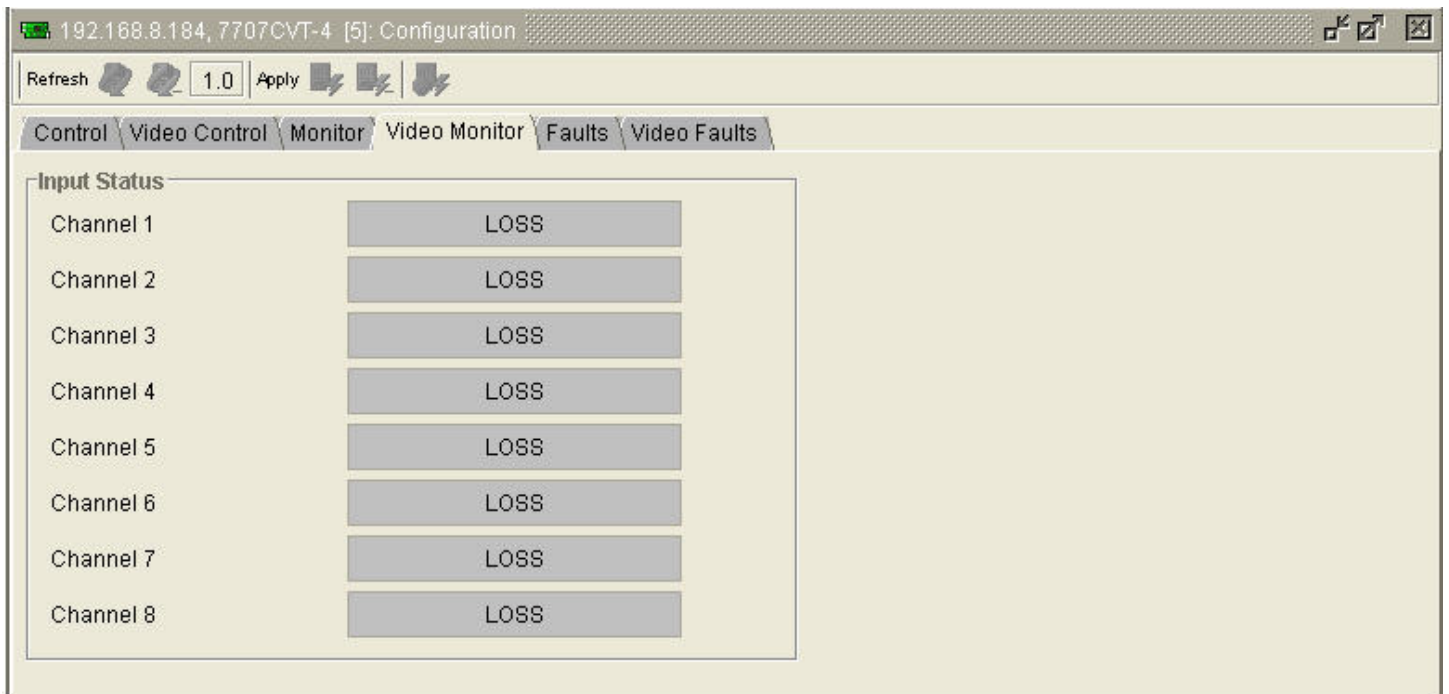 192.168.8.184, 7707CVT-4 [5]: Configuration
Refresh 1.0 Apply
Control Video Control Monitor Video Monitor Faults Video Faults
Input Status
Channel 1 LOSS
Channel 2 LOSS
Channel 3 LOSS
Channel 4 LOSS
Channel 5 LOSS
Channel 6 LOSS
Channel 7 LOSS
Channel 8 LOSS